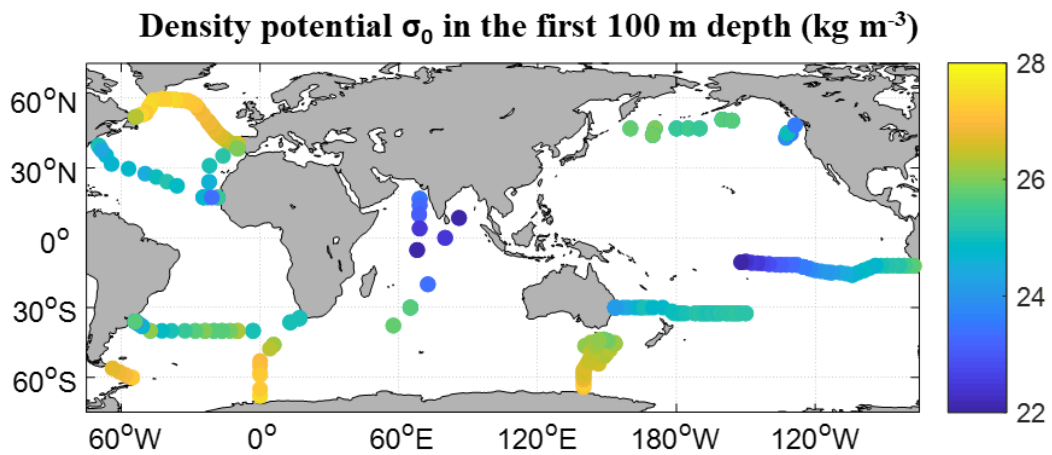 Density potential σ₀ in the first 100 m depth (kg m⁻³)
60°N
30°N
0°
30°S
60°S
60°W 0° 60°E 120°E 180°W 120°W
28
26
24
22